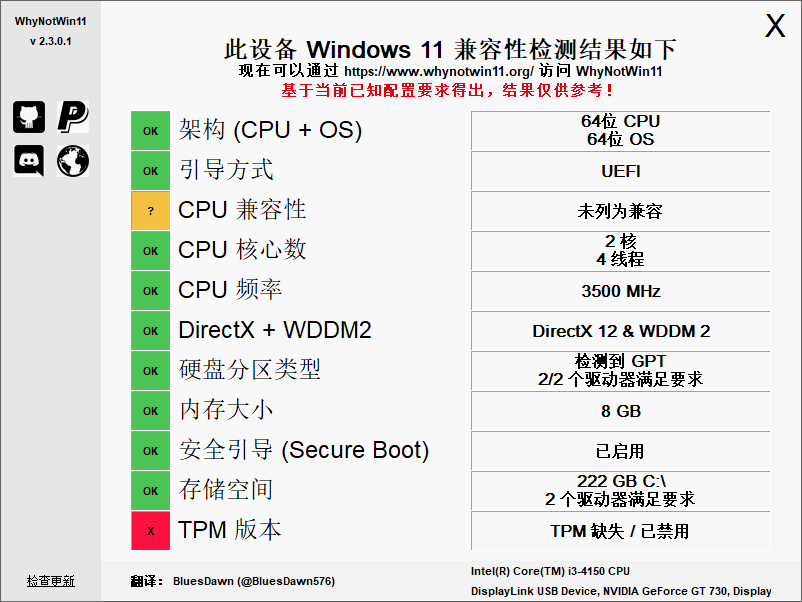 WhyNotWin11
v 2.3.0.1
X
此设备 Windows 11 兼容性检测结果如下
现在可以通过 https://www.whynotwin11.org/ 访问 WhyNotWin11
基于当前已知配置要求得出，结果仅供参考！
OK 架构 (CPU + OS) 64位 CPU
64位 OS
OK 引导方式 UEFI
? CPU 兼容性 未列为兼容
OK CPU 核心数 2 核
4 线程
OK CPU 频率 3500 MHz
OK DirectX + WDDM2 DirectX 12 & WDDM 2
OK 硬盘分区类型 检测到 GPT
2/2 个驱动器满足要求
OK 内存大小 8 GB
OK 安全引导 (Secure Boot) 已启用
OK 存储空间 222 GB C:\
2 个驱动器满足要求
X TPM 版本 TPM 缺失 / 已禁用
检查更新
翻译： BluesDawn (@BluesDawn576)
Intel(R) Core(TM) i3-4150 CPU
DisplayLink USB Device, NVIDIA GeForce GT 730, Display